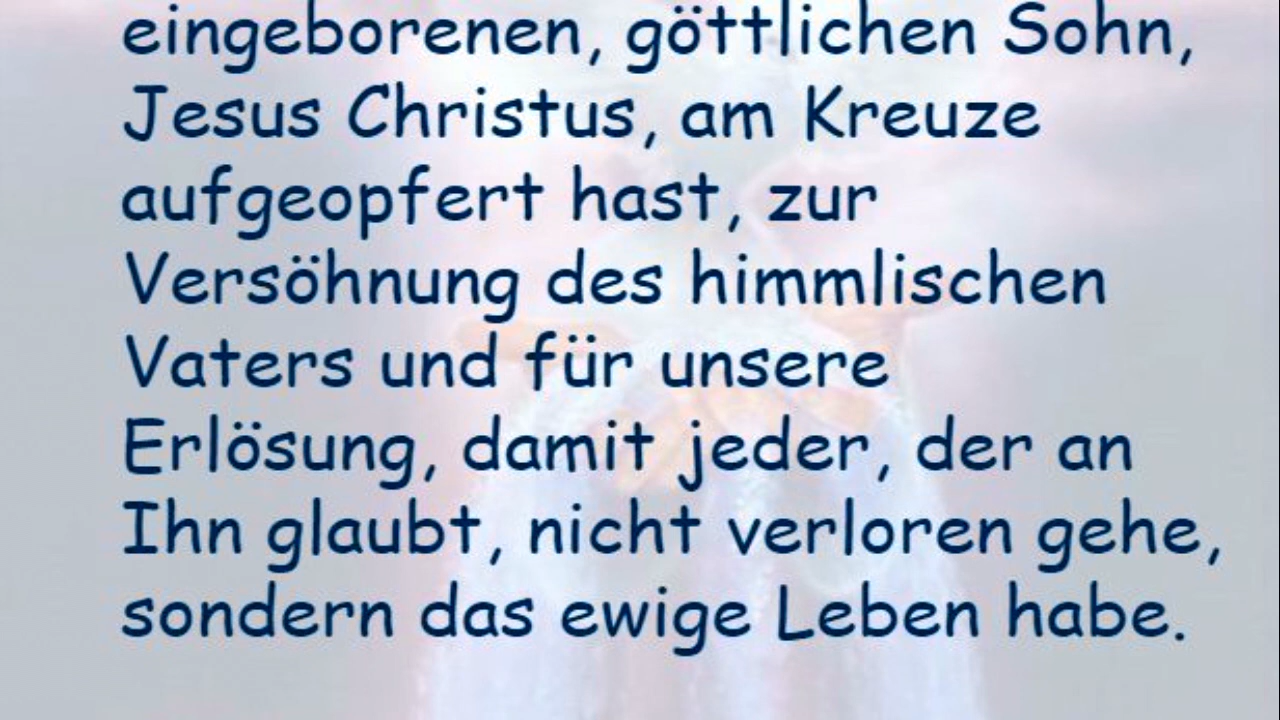 eingeborenen, göttlichen Sohn,
Jesus Christus, am Kreuze
aufgeopfert hast, zur
Versöhnung des himmlischen
Vaters und für unsere
Erlösung, damit jeder, der an
Ihn glaubt, nicht verloren gehe,
sondern das ewige Leben habe.